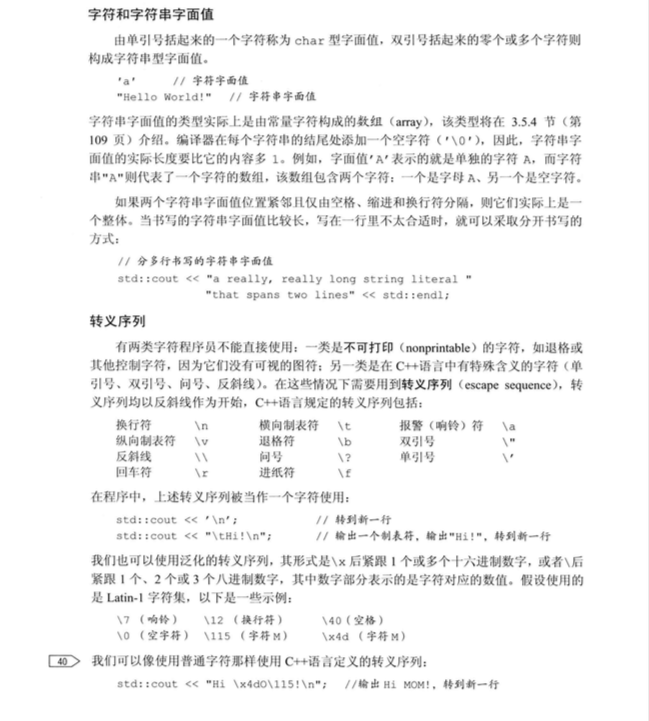 字符和字符串字面值
由单引号括起来的一个字符称为 char 型字面值，双引号括起来的零个或多个字符则
构成字符串型字面值。
'a'    // 字符字面值
"Hello World!"  // 字符串字面值
字符串字面值的类型实际上是由常量字符构成的数组（array），该类型将在 3.5.4 节（第
109 页）介绍。编译器在每个字符串的结尾处添加一个空字符（'\0'），因此，字符串字
面值的实际长度要比它的内容多 1。例如，字面值'A'表示的就是单独的字符 A，而字符
串"A"则代表了一个字符的数组，该数组包含两个字符：一个是字母 A、另一个是空字符。
如果两个字符串字面值位置紧邻且仅由空格、缩进和换行符分隔，则它们实际上是一
个整体。当书写的字符串字面值比较长，写在一行里不太合适时，就可以采取分开书写的
方式：
// 分多行书写的字符串字面值
std::cout << "a really, really long string literal "
"that spans two lines" << std::endl;
转义序列
有两类字符程序员不能直接使用：一类是不可打印（nonprintable）的字符，如退格或
其他控制字符，因为它们没有可视的图符；另一类是在 C++语言中有特殊含义的字符（单
引号、双引号、问号、反斜线）。在这些情况下需要用到转义序列（escape sequence），转
义序列均以反斜线作为开始，C++语言规定的转义序列包括：
换行符 \n 横向制表符 \t 报警（响铃）符 \a
纵向制表符 \v 退格符 \b 双引号 \"
反斜线 \\ 问号 \? 单引号 \'
回车符 \r 进纸符 \f
在程序中，上述转义序列被当作一个字符使用：
std::cout << '\n';    // 转到新一行
std::cout << "\tHi!\n";    // 输出一个制表符，输出"Hi!"，转到新一行
我们也可以使用泛化的转义序列，其形式是\x 后紧跟 1 个或多个十六进制数字，或者\后
紧跟 1 个、2 个或 3 个八进制数字，其中数字部分表示的是字符对应的数值。假设使用的
是 Latin-1 字符集，以下是一些示例：
\7 （响铃） \12 （换行符） \40（空格）
\0 （空字符） \115 （字符 M） \x4d （字符 M）
40 我们可以像使用普通字符那样使用 C++语言定义的转义序列：
std::cout << "Hi \x4dO\115!\n";  //输出 Hi MOM!，转到新一行